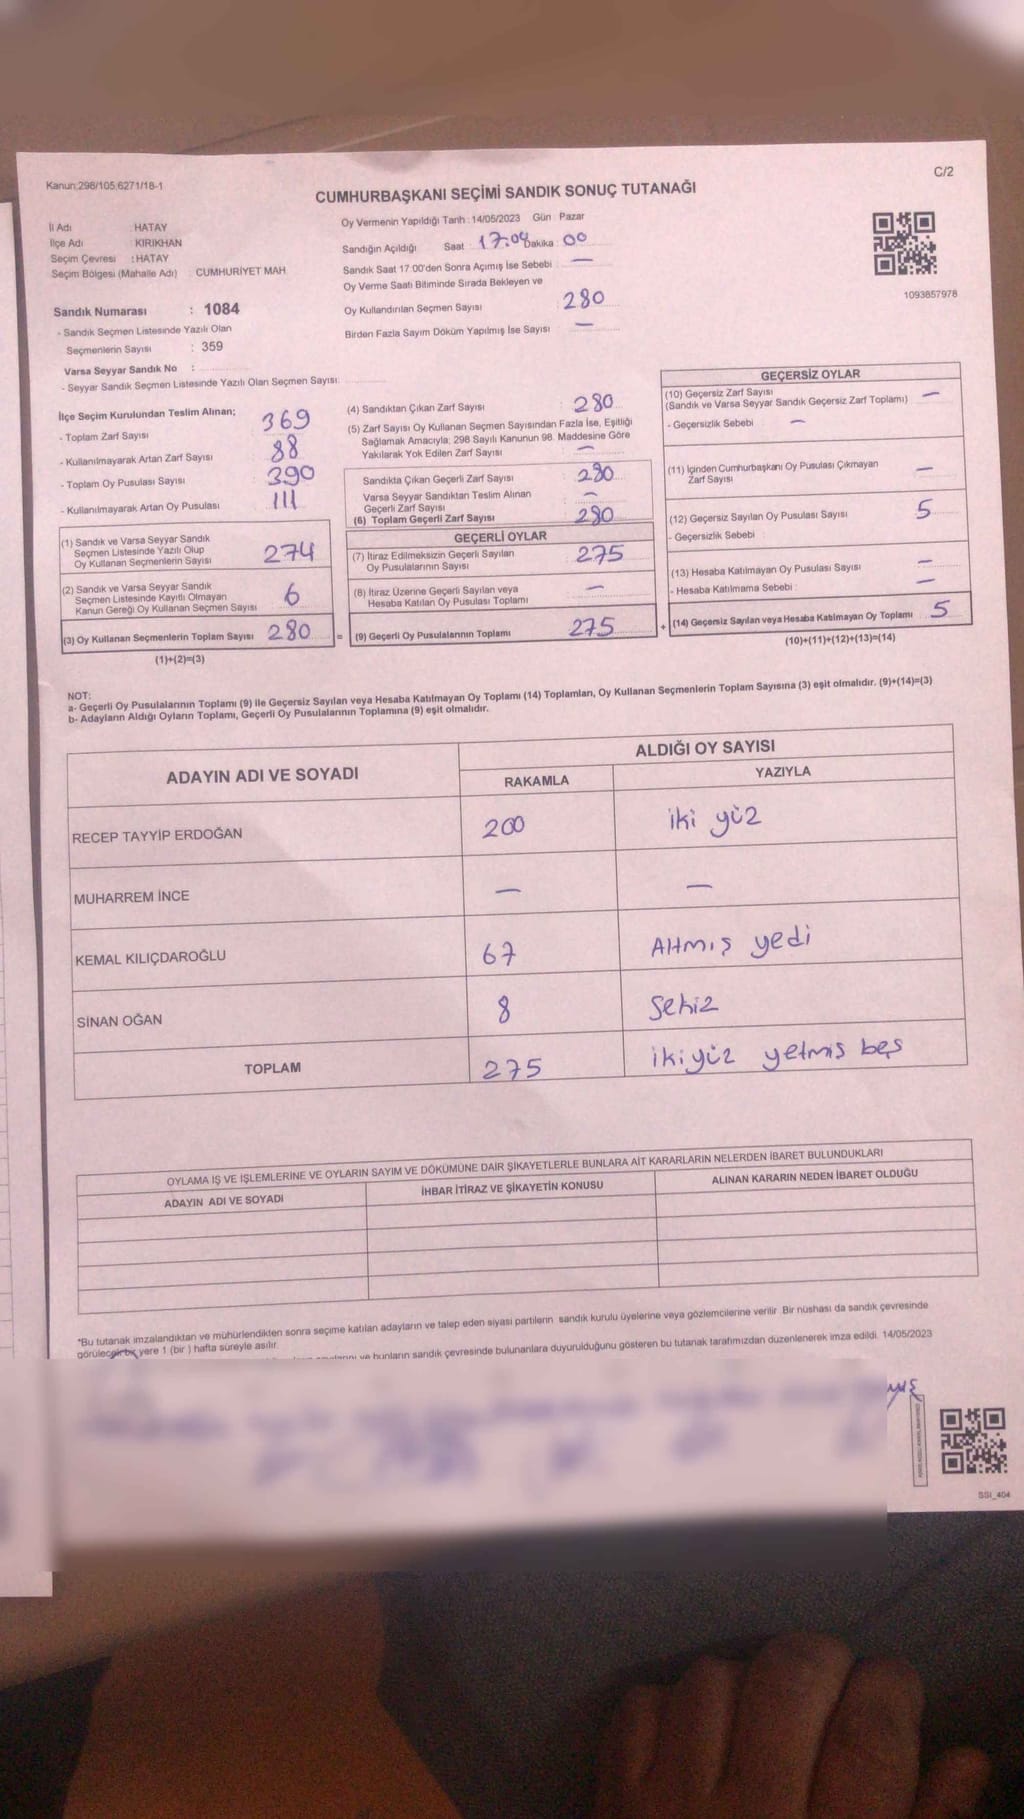 Kanun:298/105,6271/18-1
C/2
CUMHURBAŞKANI SEÇİMİ SANDIK SONUÇ TUTANAĞI
İl Adı : HATAY
İlçe Adı : KIRIKHAN
Seçim Çevresi : HATAY
Seçim Bölgesi (Mahalle Adı) : CUMHURİYET MAH
Sandık Numarası : 1084
- Sandık Seçmen Listesinde Yazılı Olan
Seçmenlerin Sayısı : 359
Varsa Seyyar Sandık No :
- Seyyar Sandık Seçmen Listesinde Yazılı Olan Seçmen Sayısı:
Oy Vermenin Yapıldığı Tarih : 14/05/2023 Gün : Pazar
Sandığın Açıldığı Saat : 17:00 Dakika : 00
Sandık Saat 17:00'den Sonra Açılmış İse Sebebi : —
Oy Verme Saati Bitiminde Sırada Bekleyen ve
Oy Kullandırılan Seçmen Sayısı 280
Birden Fazla Sayım Döküm Yapılmış İse Sayısı —
1093857978
İlçe Seçim Kurulundan Teslim Alınan;
- Toplam Zarf Sayısı 369
- Kullanılmayarak Artan Zarf Sayısı 88
- Toplam Oy Pusulası Sayısı 390
- Kullanılmayarak Artan Oy Pusulası 111
(1) Sandık ve Varsa Seyyar Sandık
Seçmen Listesinde Yazılı Olup
Oy Kullanan Seçmenlerin Sayısı 274
(2) Sandık ve Varsa Seyyar Sandık
Seçmen Listesinde Kayıtlı Olmayan
Kanun Gereği Oy Kullanan Seçmen Sayısı 6
(3) Oy Kullanan Seçmenlerin Toplam Sayısı 280 =
(1)+(2)=(3)
(4) Sandıktan Çıkan Zarf Sayısı 280
(5) Zarf Sayısı Oy Kullanan Seçmen Sayısından Fazla İse, Eşitliği
Sağlamak Amacıyla; 298 Sayılı Kanunun 98. Maddesine Göre
Yakılarak Yok Edilen Zarf Sayısı —
Sandıkta Çıkan Geçerli Zarf Sayısı 280
Varsa Seyyar Sandıktan Teslim Alınan
Geçerli Zarf Sayısı —
(6) Toplam Geçerli Zarf Sayısı 280
GEÇERLİ OYLAR
(7) İtiraz Edilmeksizin Geçerli Sayılan
Oy Pusulalarının Sayısı 275
(8) İtiraz Üzerine Geçerli Sayılan veya
Hesaba Katılan Oy Pusulası Toplamı —
(9) Geçerli Oy Pusulalarının Toplamı 275 +
GEÇERSİZ OYLAR
(10) Geçersiz Zarf Sayısı —
(Sandık ve Varsa Seyyar Sandık Geçersiz Zarf Toplamı)
- Geçersizlik Sebebi : —
(11) İçinden Cumhurbaşkanı Oy Pusulası Çıkmayan
Zarf Sayısı —
(12) Geçersiz Sayılan Oy Pusulası Sayısı 5
- Geçersizlik Sebebi :
(13) Hesaba Katılmayan Oy Pusulası Sayısı —
- Hesaba Katılmama Sebebi : —
(14) Geçersiz Sayılan veya Hesaba Katılmayan Oy Toplamı 5
(10)+(11)+(12)+(13)=(14)
NOT:
a- Geçerli Oy Pusulalarının Toplamı (9) ile Geçersiz Sayılan veya Hesaba Katılmayan Oy Toplamı (14) Toplamları, Oy Kullanan Seçmenlerin Toplam Sayısına (3) eşit olmalıdır. (9)+(14)=(3)
b- Adayların Aldığı Oyların Toplamı, Geçerli Oy Pusulalarının Toplamına (9) eşit olmalıdır.
ADAYIN ADI VE SOYADI
ALDIĞI OY SAYISI
RAKAMLA YAZIYLA
RECEP TAYYİP ERDOĞAN 200 iki yüz
MUHARREM İNCE — —
KEMAL KILIÇDAROĞLU 67 Altmış yedi
SİNAN OĞAN 8 Sekiz
TOPLAM 275 ikiyüz yetmis beş
OYLAMA İŞ VE İŞLEMLERİNE VE OYLARIN SAYIM VE DÖKÜMÜNE DAİR ŞİKAYETLERLE BUNLARA AİT KARARLARIN NELERDEN İBARET BULUNDUKLARI
ADAYIN ADI VE SOYADI İHBAR İTİRAZ VE ŞİKAYETİN KONUSU ALINAN KARARIN NEDEN İBARET OLDUĞU
*Bu tutanak imzalandıktan ve mühürlendikten sonra seçime katılan adayların ve talep eden siyasi partilerin sandık kurulu üyelerine veya gözlemcilerine verilir. Bir nüshası da sandık çevresinde
görülecek bir yere 1 (bir) hafta süreyle asılır.
ve bunların sandık çevresinde bulunanlara duyurulduğunu gösteren bu tutanak tarafımızdan düzenlenerek imza edildi. 14/05/2023
SSI_404